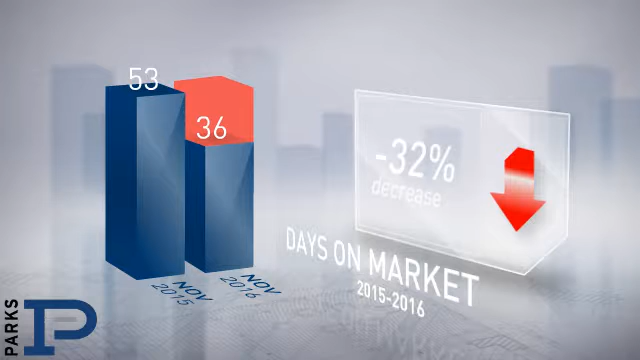 53
36
NOV
2015
NOV
2016
-32%
decrease
DAYS ON MARKET
2015-2016
PARKS
P